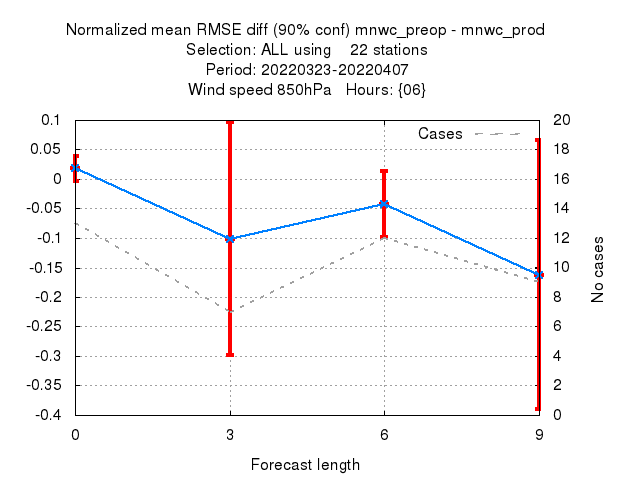 Normalized mean RMSE diff (90% conf) mnwc_preop - mnwc_prod
Selection: ALL using    22 stations
Period: 20220323-20220407
Wind speed 850hPa   Hours: {06}
Cases
0.1
0.05
0
-0.05
-0.1
-0.15
-0.2
-0.25
-0.3
-0.35
-0.4
20
18
16
14
12
10
8
6
4
2
0
No cases
0 3 6 9
Forecast length